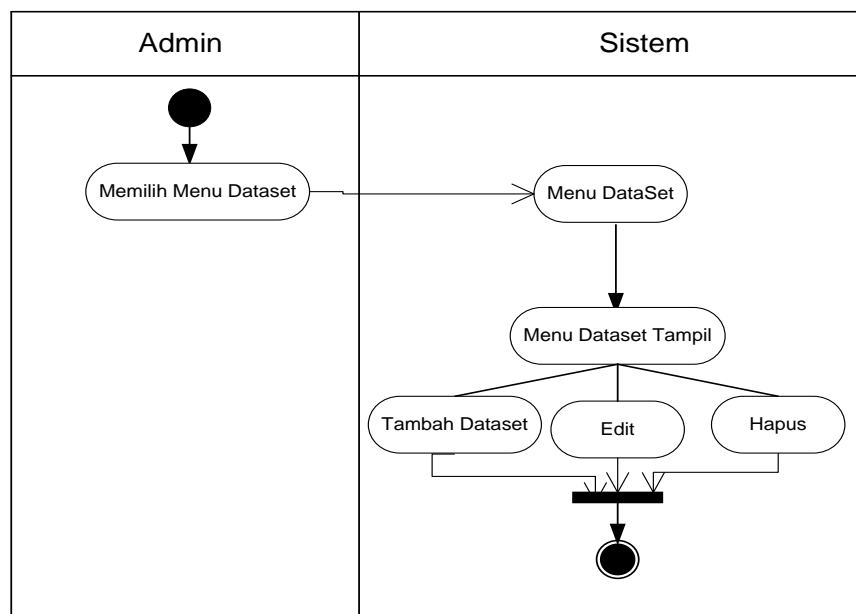 Admin
Sistem
Memilih Menu Dataset
Menu DataSet
Menu Dataset Tampil
Tambah Dataset
Edit
Hapus